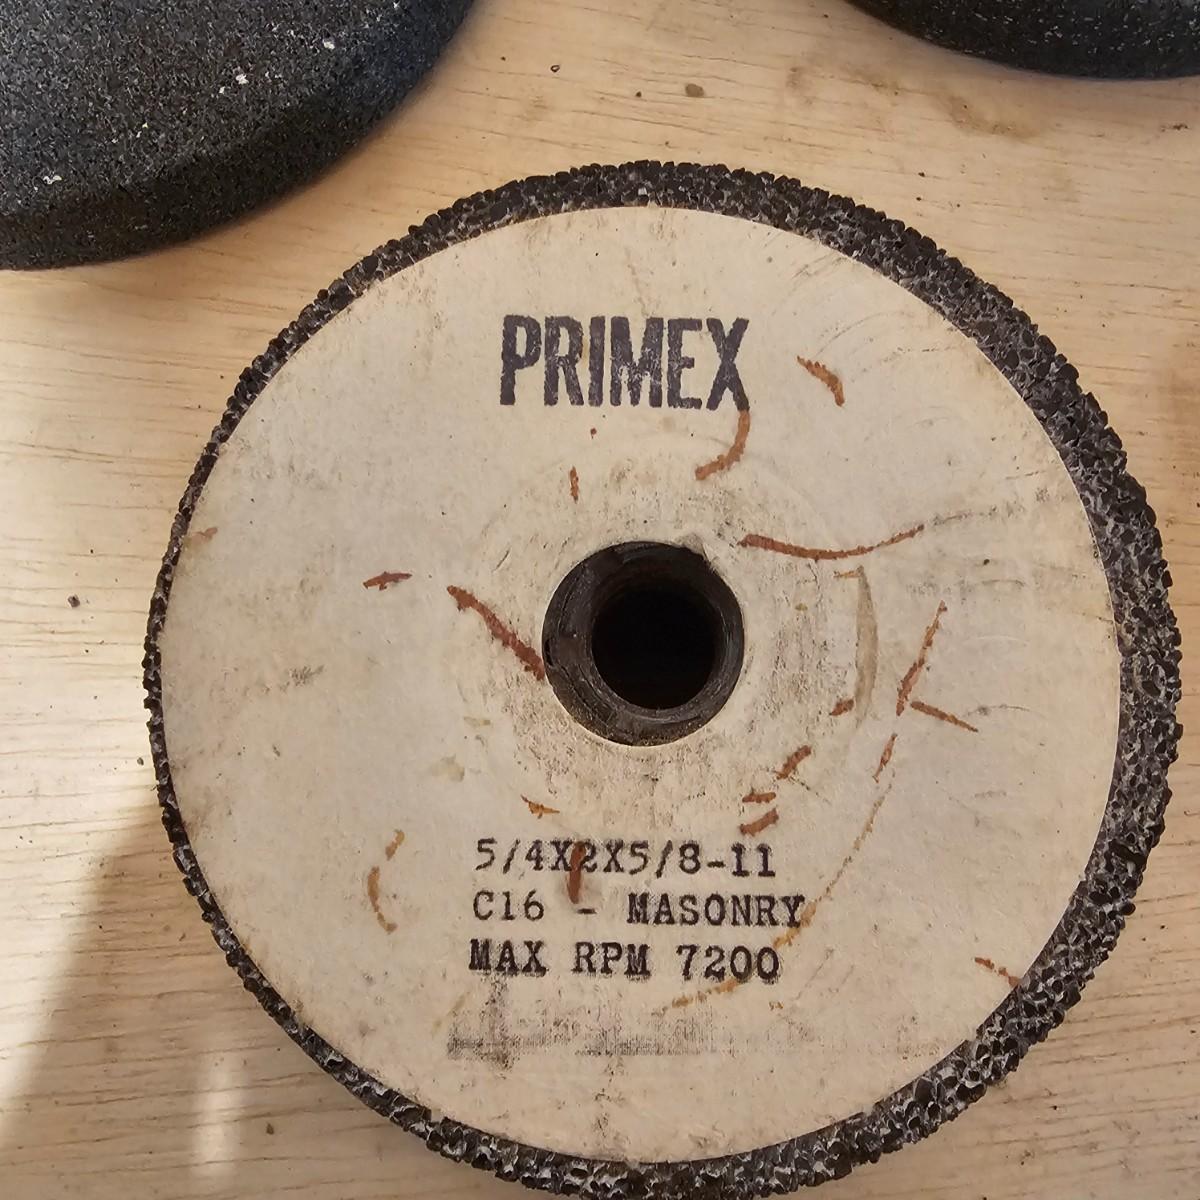 PRIMEX
5/4X2X5/8-11
C16 - MASONRY
MAX RPM 7200